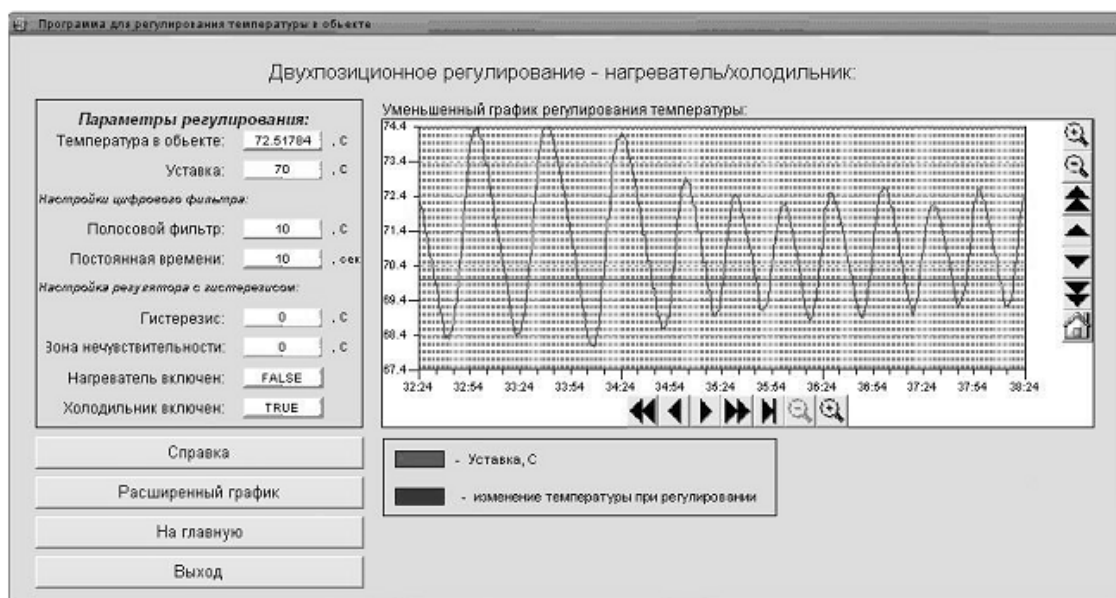 Программа для регулирования температуры в обьекте
Двухпозиционное регулирование - нагреватель/холодильник:
Параметры регулирования:
Температура в обьекте: 72.51784 , С
Уставка: 70 , С
Настройки цифрового фильтра:
Полосовой фильтр: 10 , С
Постоянная времени: 10 , сек
Настройка регулятора с гистерезисом:
Гистерезис: 0 , С
Зона нечувствительности: 0 , С
Нагреватель включен: FALSE
Холодильник включен: TRUE
Справка
Расширенный график
На главную
Выход
Уменьшенный график регулирования температуры:
74.4
73.4
72.4
71.4
70.4
69.4
68.4
67.4
32:24 32:54 33:24 33:54 34:24 34:54 35:24 35:54 36:24 36:54 37:24 37:54 38:24
- Уставка, С
- изменение температуры при регулировании